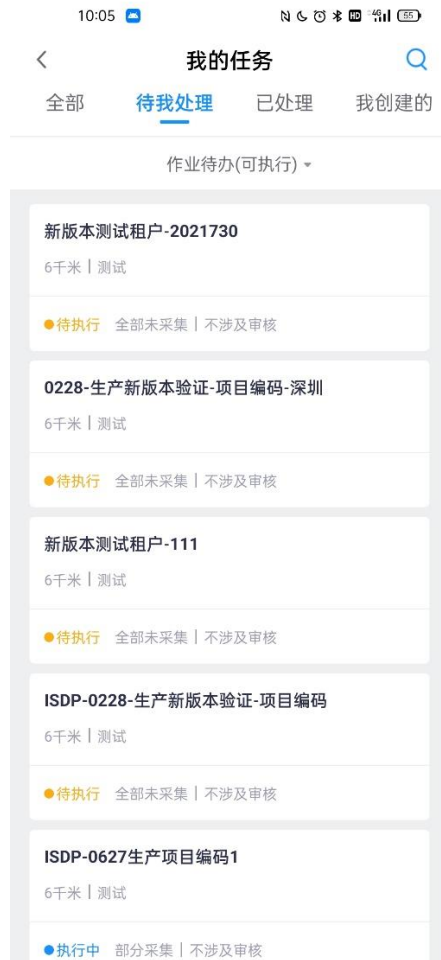 10:05
HD 4G 55
我的任务
全部 待我处理 已处理 我创建的
作业待办(可执行)
新版本测试租户-2021730
6千米 | 测试
待执行 全部未采集 | 不涉及审核
0228-生产新版本验证-项目编码-深圳
6千米 | 测试
待执行 全部未采集 | 不涉及审核
新版本测试租户-111
6千米 | 测试
待执行 全部未采集 | 不涉及审核
ISDP-0228-生产新版本验证-项目编码
6千米 | 测试
待执行 全部未采集 | 不涉及审核
ISDP-0627生产项目编码1
6千米 | 测试
执行中 部分采集 | 不涉及审核